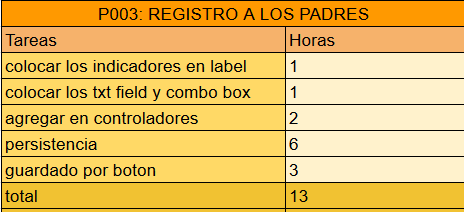 P003: REGISTRO A LOS PADRES
Tareas Horas
colocar los indicadores en label 1
colocar los txt field y combo box 1
agregar en controladores 2
persistencia 6
guardado por boton 3
total 13